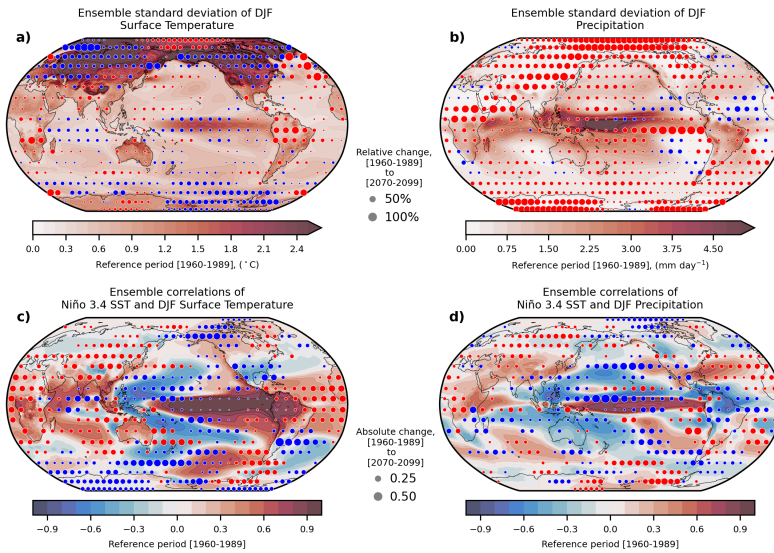 Ensemble standard deviation of DJF
Surface Temperature
a)
Ensemble standard deviation of DJF
Precipitation
b)
Relative change,
[1960-1989]
to
[2070-2099]
50%
100%
0.0 0.3 0.6 0.9 1.2 1.5 1.8 2.1 2.4
Reference period [1960-1989], (°C)
0.00 0.75 1.50 2.25 3.00 3.75 4.50
Reference period [1960-1989], (mm day⁻¹)
Ensemble correlations of
Niño 3.4 SST and DJF Surface Temperature
c)
Ensemble correlations of
Niño 3.4 SST and DJF Precipitation
d)
Absolute change,
[1960-1989]
to
[2070-2099]
0.25
0.50
−0.9 −0.6 −0.3 0.0 0.3 0.6 0.9
Reference period [1960-1989]
−0.9 −0.6 −0.3 0.0 0.3 0.6 0.9
Reference period [1960-1989]